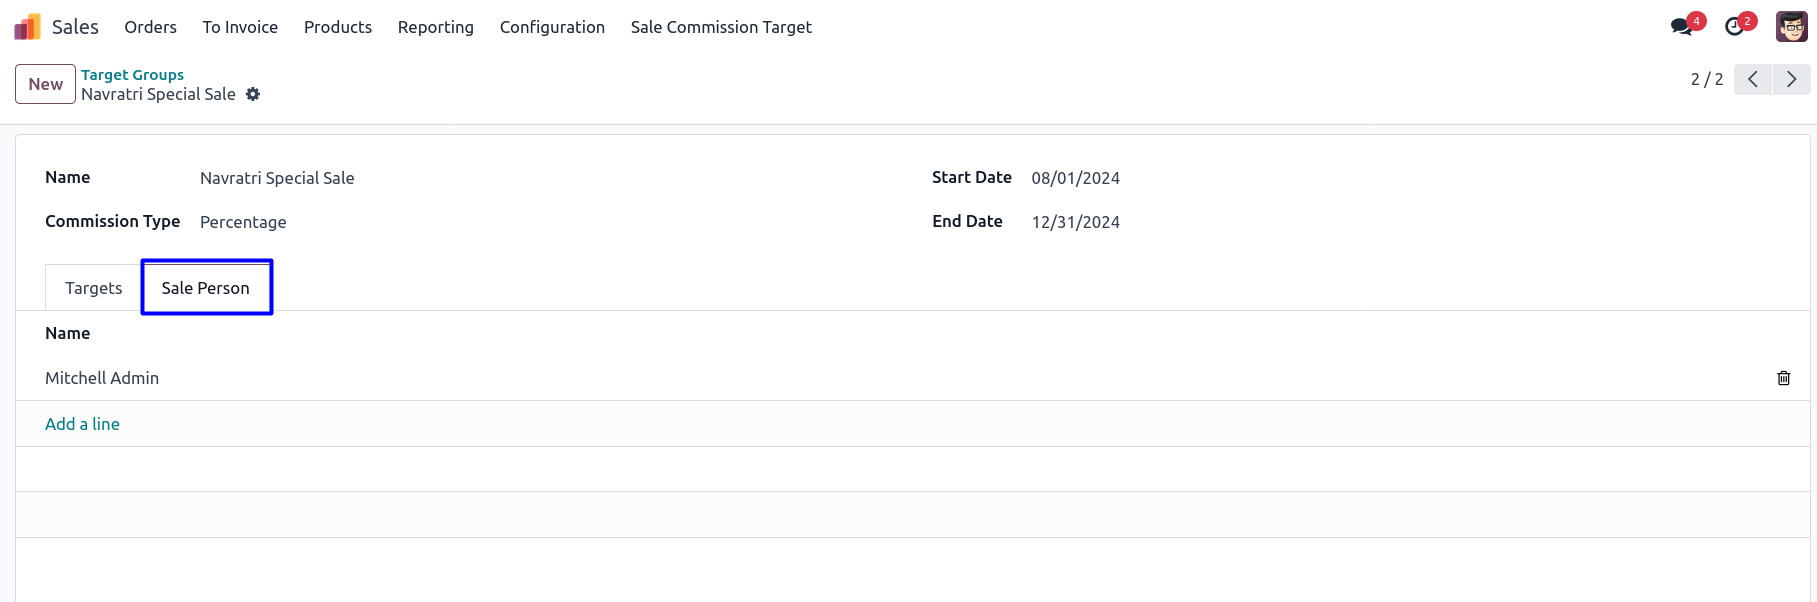 Sales Orders To Invoice Products Reporting Configuration Sale Commission Target 4 2
New Target Groups 2 / 2
Navratri Special Sale
Name Navratri Special Sale Start Date 08/01/2024
Commission Type Percentage End Date 12/31/2024
Targets Sale Person
Name
Mitchell Admin
Add a line